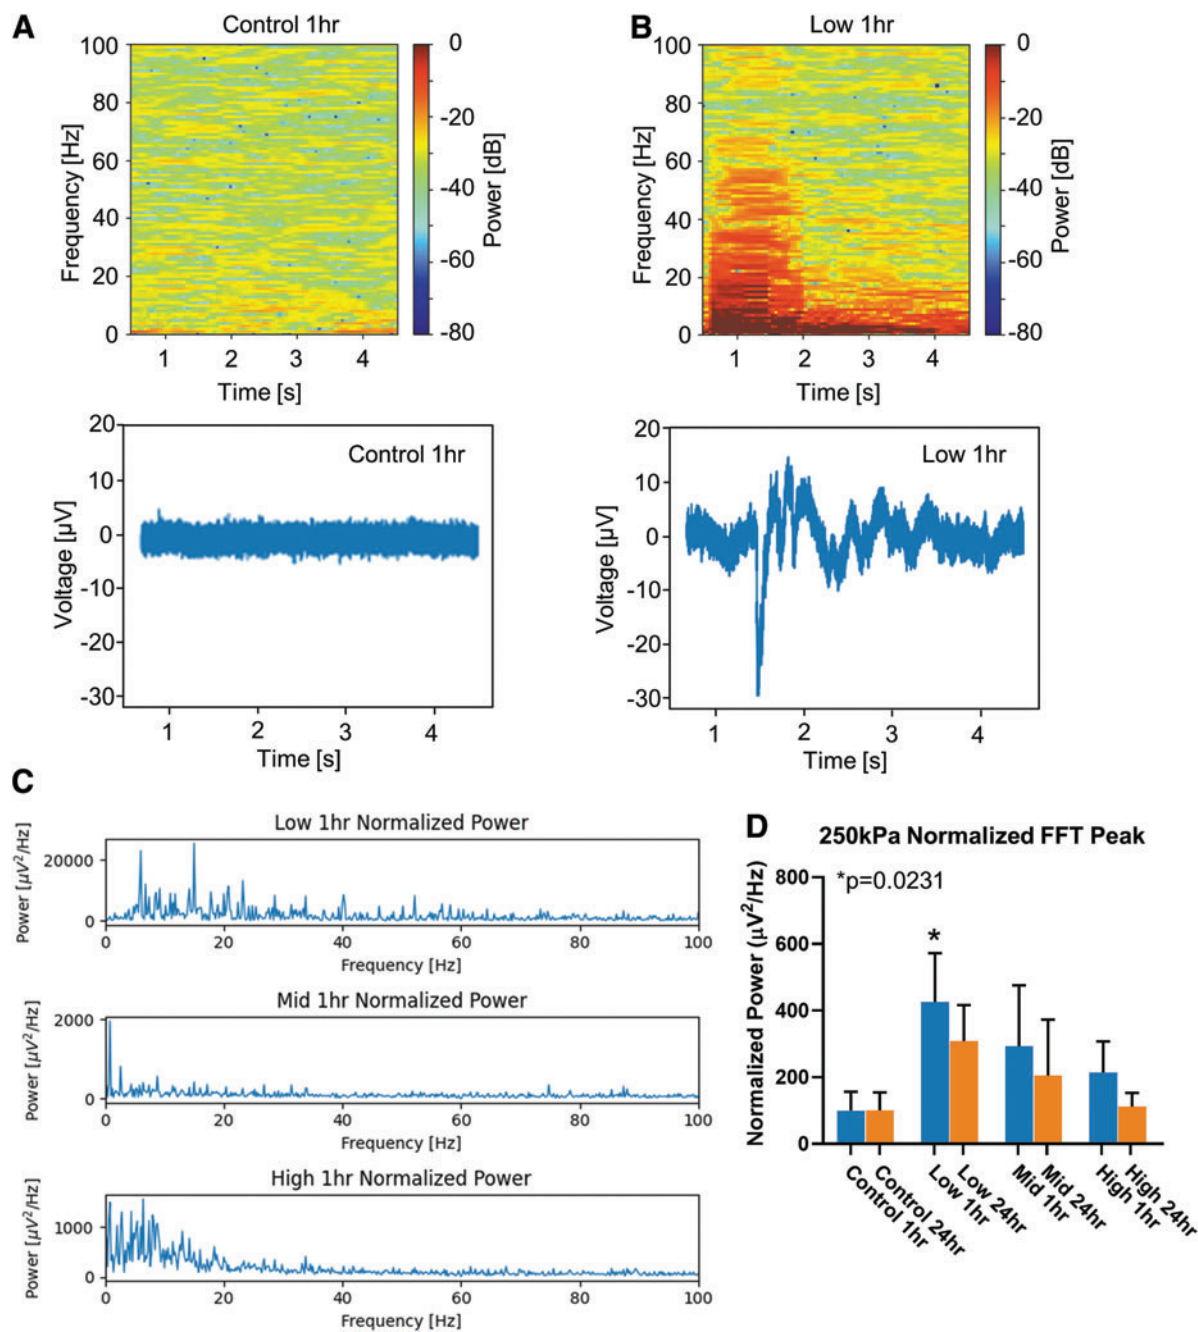 A
Control 1hr
100
80
60
40
20
0
Frequency [Hz]
1 2 3 4
Time [s]
0
-20
-40
-60
-80
Power [dB]
B
Low 1hr
100
80
60
40
20
0
Frequency [Hz]
1 2 3 4
Time [s]
0
-20
-40
-60
-80
Power [dB]
20
10
0
-10
-20
-30
Voltage [µV]
Control 1hr
1 2 3 4
Time [s]
20
10
0
-10
-20
-30
Voltage [µV]
Low 1hr
1 2 3 4
Time [s]
C
Low 1hr Normalized Power
Power [µV²/Hz]
20000
0
0 20 40 60 80 100
Frequency [Hz]
Mid 1hr Normalized Power
Power [µV²/Hz]
2000
0
0 20 40 60 80 100
Frequency [Hz]
High 1hr Normalized Power
Power [µV²/Hz]
1000
0
0 20 40 60 80 100
Frequency [Hz]
D
250kPa Normalized FFT Peak
*p=0.0231
Normalized Power (µV²/Hz)
800
600
400
200
0
*
Control 1hr
Control 24hr
Low 1hr
Low 24hr
Mid 1hr
Mid 24hr
High 1hr
High 24hr